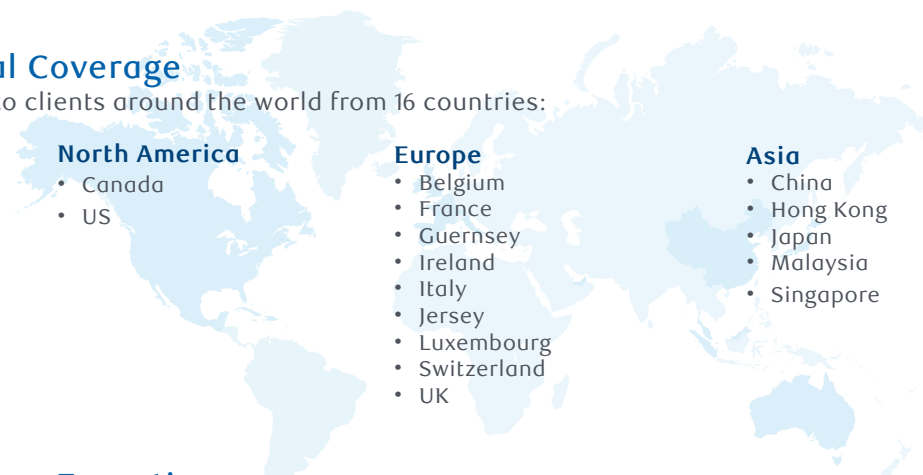 Coverage
to clients around the world from 16 countries:
North America
• Canada
• US
Europe
• Belgium
• France
• Guernsey
• Ireland
• Italy
• Jersey
• Luxembourg
• Switzerland
• UK
Asia
• China
• Hong Kong
• Japan
• Malaysia
• Singapore